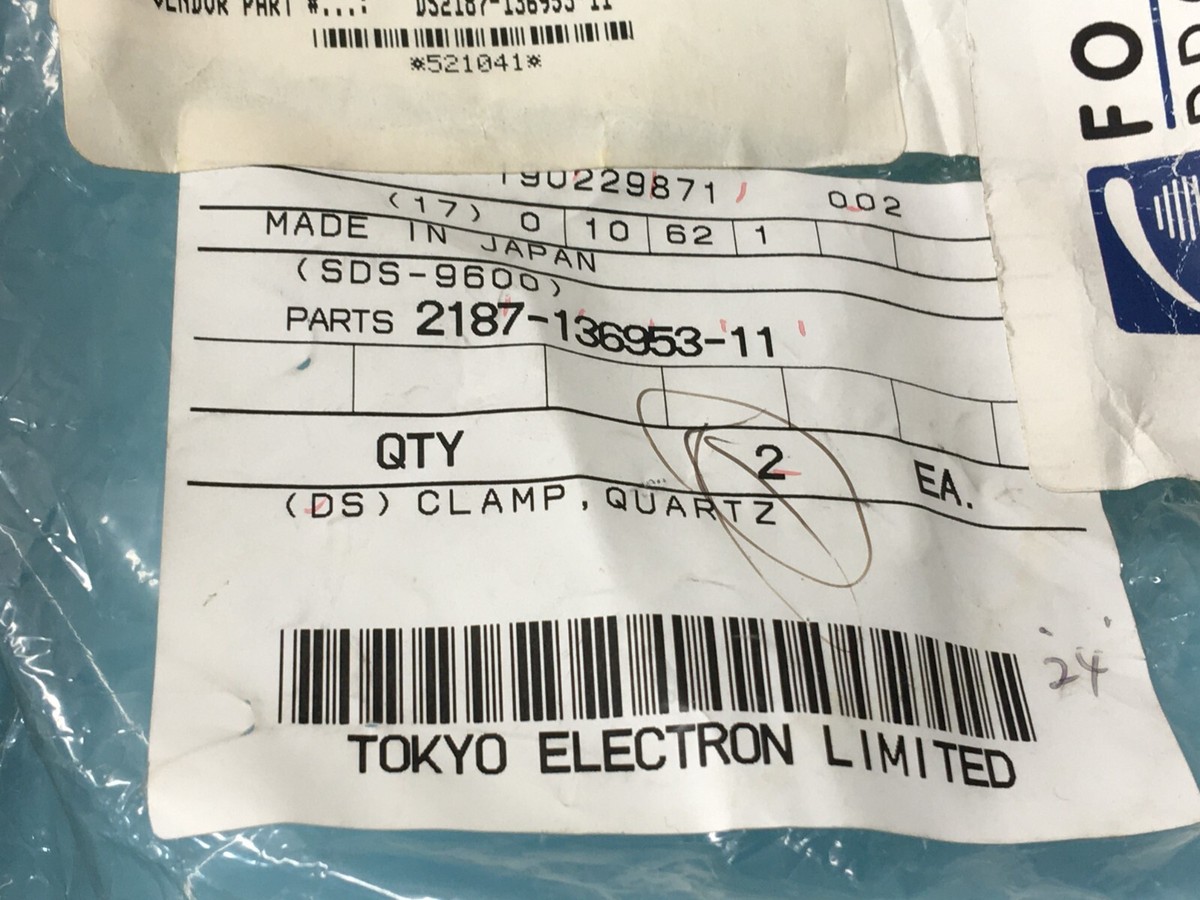 VENDOR PART #...: DS2187-136953-11
*521041*
FO
190229871 002
(17) 0 10 62 1
MADE IN JAPAN
(SDS-9600)
PARTS 2187-136953-11
QTY 2 EA.
(DS) CLAMP, QUARTZ
24
TOKYO ELECTRON LIMITED